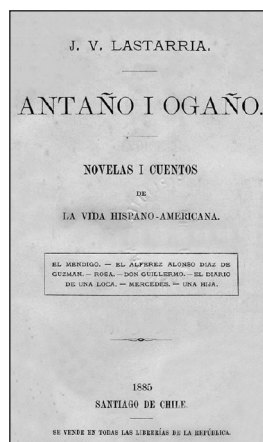 J. V. LASTARRIA.
ANTAÑO I OGAÑO.
NOVELAS I CUENTOS
DE
LA VIDA HISPANO-AMERICANA.
EL MENDIGO. — EL ALFEREZ ALONSO DIAZ DE
GUZMAN. — ROSA. — DON GUILLERMO. — EL DIARIO
DE UNA LOCA. — MERCEDES. — UNA HIJA.
1885
SANTIAGO DE CHILE.
SE VENDE EN TODAS LAS LIBRERÍAS DE LA REPÚBLICA.